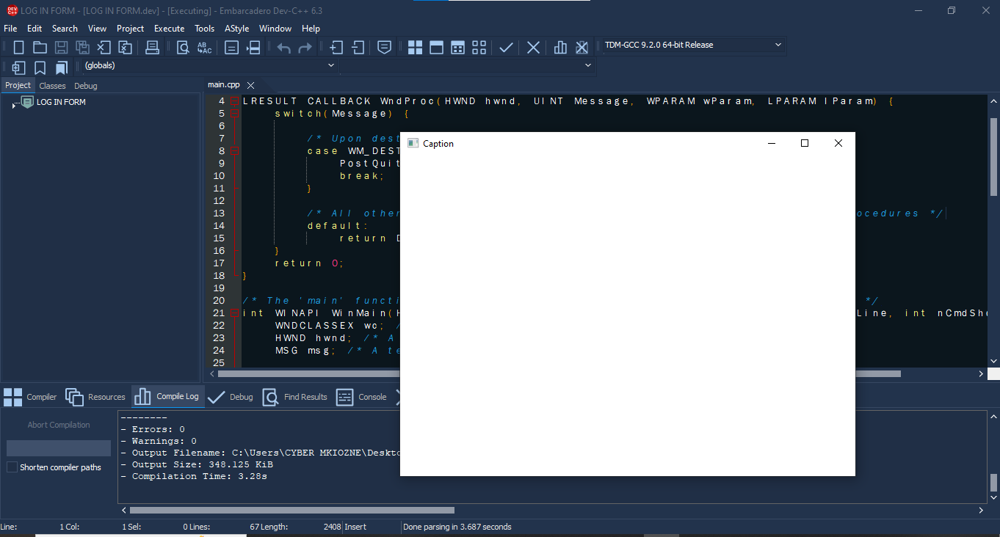 LOG IN FORM - [LOG IN FORM.dev] - [Executing] - Embarcadero Dev-C++ 6.3
File Edit Search View Project Execute Tools AStyle Window Help
TDM-GCC 9.2.0 64-bit Release
(globals)
Project Classes Debug
LOG IN FORM
main.cpp
4 LRESULT CALLBACK WndProc(HWND hwnd, UINT Message, WPARAM wParam, LPARAM lParam) {
5 switch(Message) {
6
7 /* Upon dest
8 case WM_DEST
9 PostQuit
10 break;
11 }
12
13 /* All other ocedures */
14 default:
15 return D
16 }
17 return 0;
18 }
19
20 /* The 'main' functi */
21 int WINAPI WinMain(H Line, int nCmdSho
22 WNDCLASSEX wc; /
23 HWND hwnd; /* A
24 MSG msg; /* A te
25
Caption
Compiler Resources Compile Log Debug Find Results Console
Abort Compilation
Shorten compiler paths
--------
- Errors: 0
- Warnings: 0
- Output Filename: C:\Users\CYBER MKIOZNE\Deskto
- Output Size: 348.125 KiB
- Compilation Time: 3.28s
Line: 1 Col: 1 Sel: 0 Lines: 67 Length: 2408 Insert Done parsing in 3.687 seconds